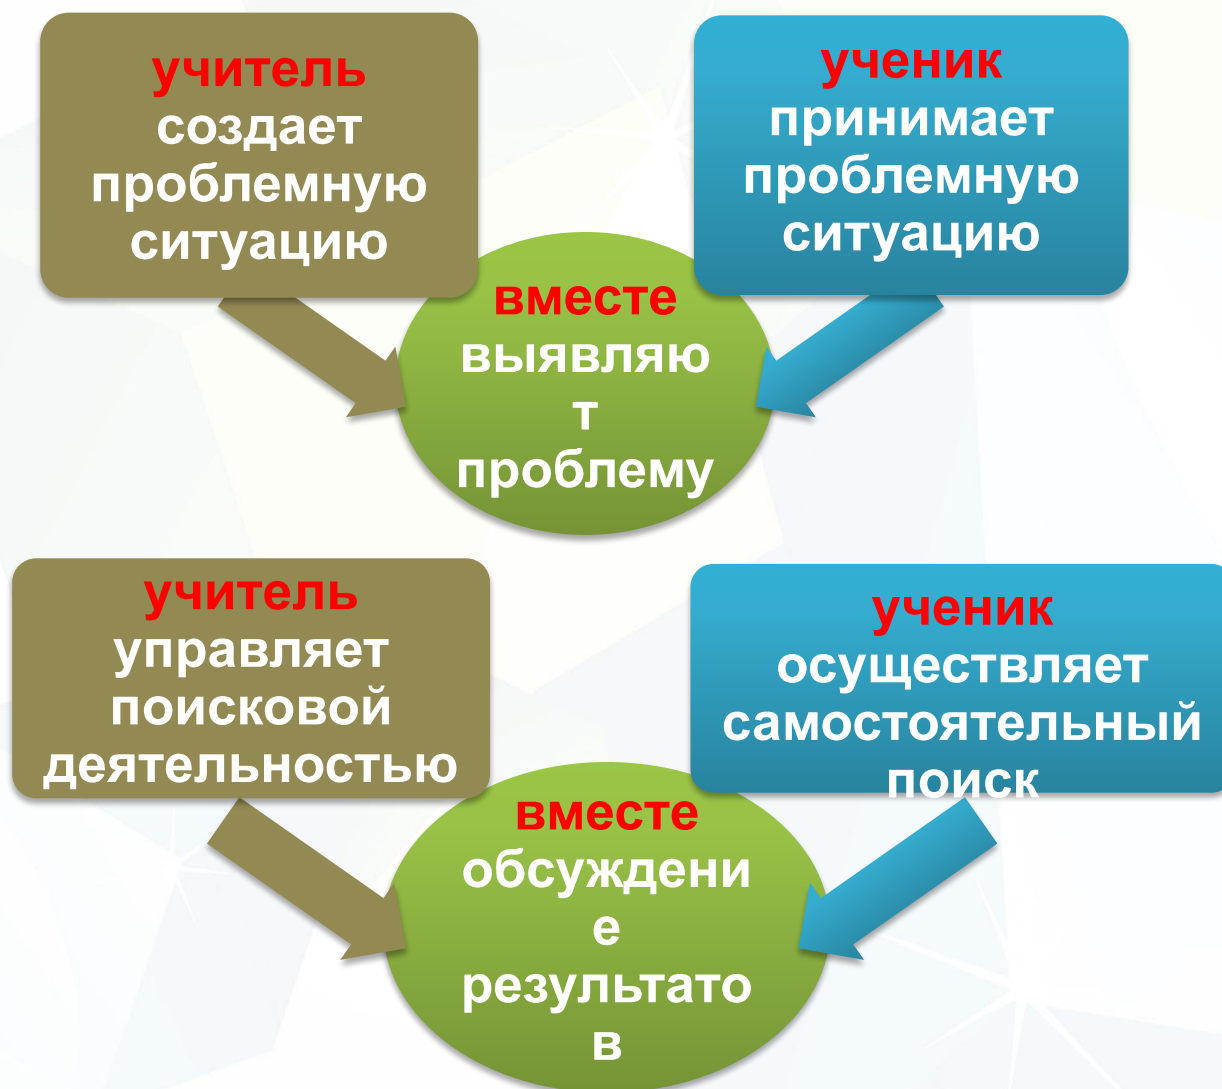 учитель
создает
проблемную
ситуацию
ученик
принимает
проблемную
ситуацию
вместе
выявляю
т
проблему
учитель
управляет
поисковой
деятельностью
ученик
осуществляет
самостоятельный
поиск
вместе
обсуждени
е
результато
в